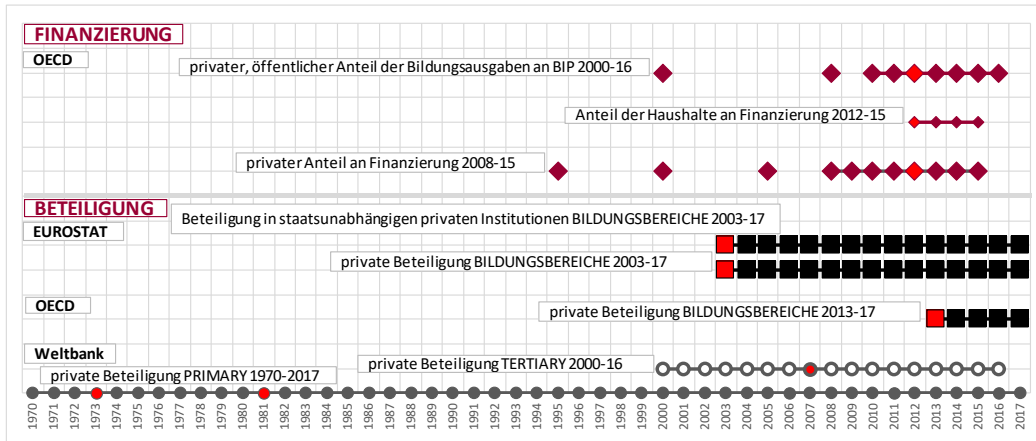 FINANZIERUNG
OECD
privater, öffentlicher Anteil der Bildungsausgaben an BIP 2000-16
Anteil der Haushalte an Finanzierung 2012-15
privater Anteil an Finanzierung 2008-15
BETEILIGUNG
Beteiligung in staatsunabhängigen privaten Institutionen BILDUNGSBEREICHE 2003-17
EUROSTAT
private Beteiligung BILDUNGSBEREICHE 2003-17
OECD
private Beteiligung BILDUNGSBEREICHE 2013-17
Weltbank
private Beteiligung TERTIARY 2000-16
private Beteiligung PRIMARY 1970-2017
1970 1971 1972 1973 1974 1975 1976 1977 1978 1979 1980 1981 1982 1983 1984 1985 1986 1987 1988 1989 1990 1991 1992 1993 1994 1995 1996 1997 1998 1999 2000 2001 2002 2003 2004 2005 2006 2007 2008 2009 2010 2011 2012 2013 2014 2015 2016 2017